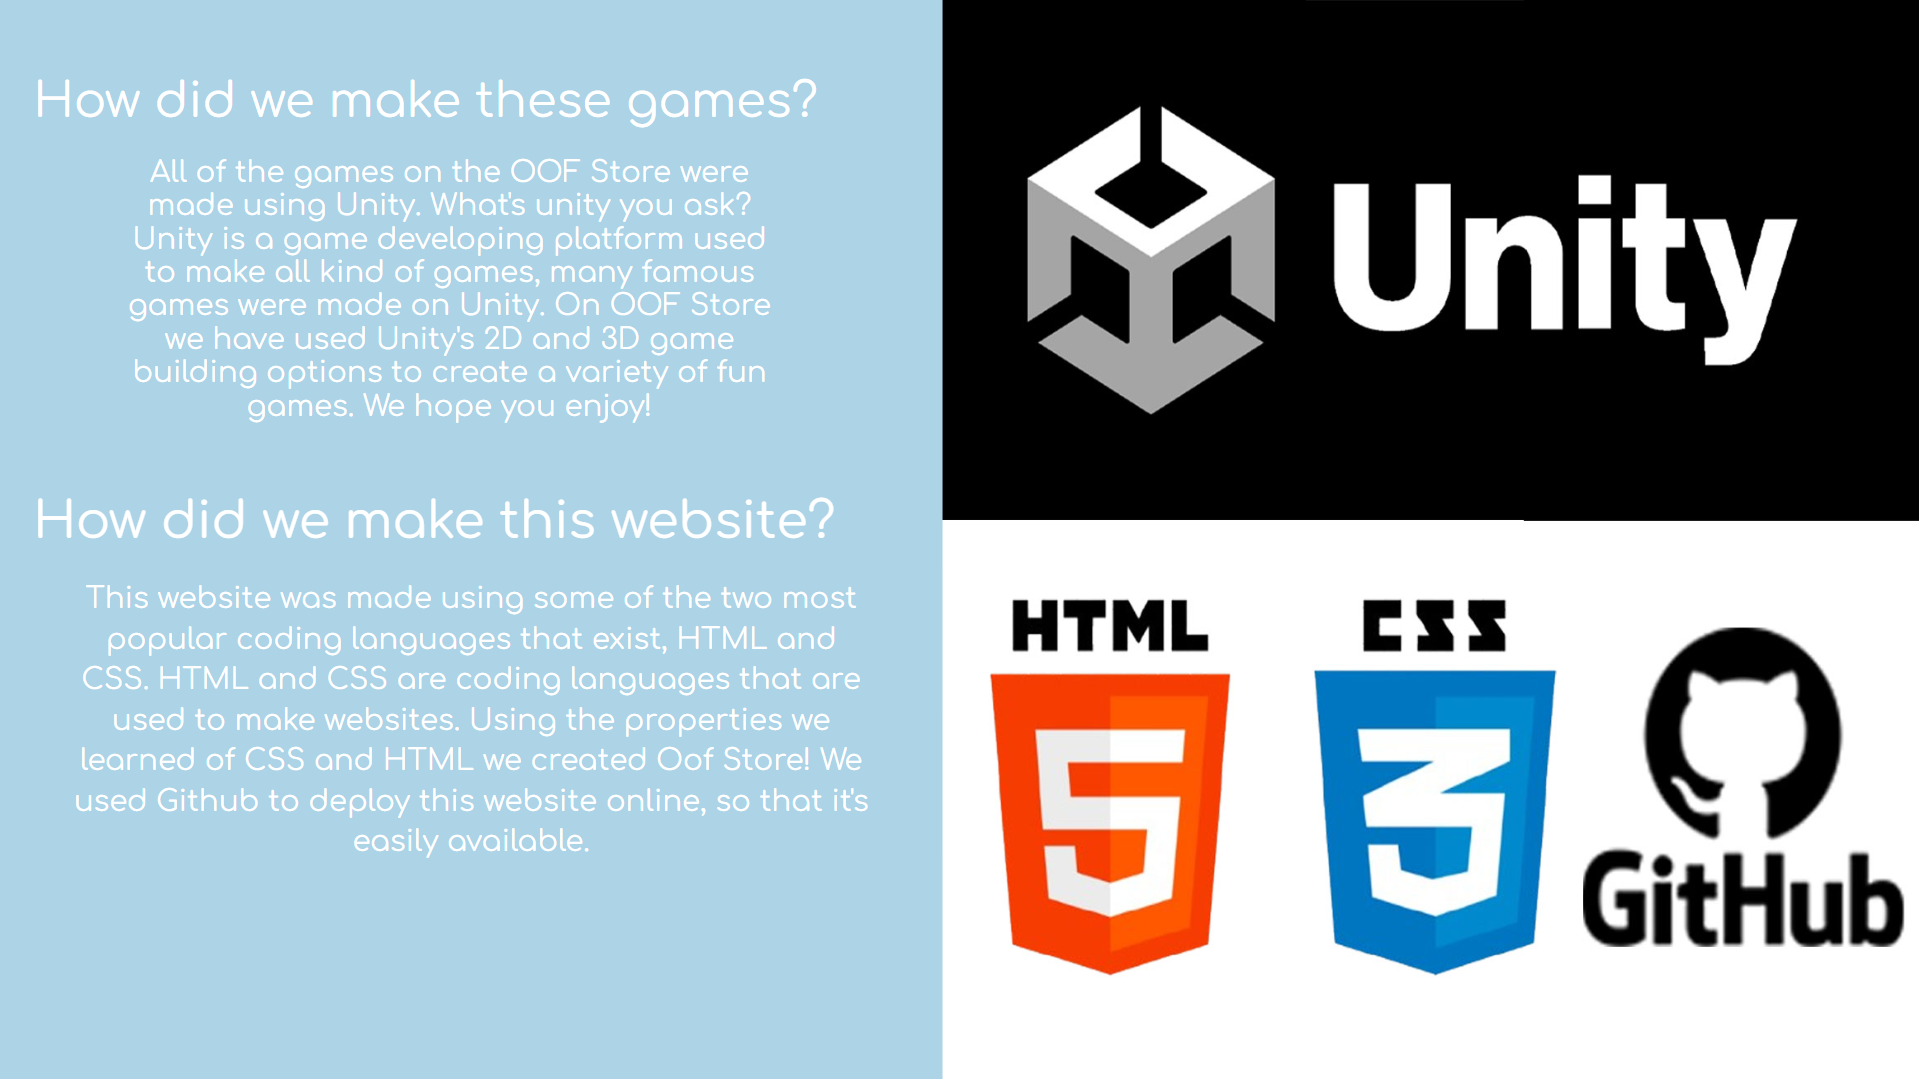 How did we make these games?
All of the games on the OOF Store were
made using Unity. What's unity you ask?
Unity is a game developing platform used
to make all kind of games, many famous
games were made on Unity. On OOF Store
we have used Unity's 2D and 3D game
building options to create a variety of fun
games. We hope you enjoy!
How did we make this website?
This website was made using some of the two most
popular coding languages that exist, HTML and
CSS. HTML and CSS are coding languages that are
used to make websites. Using the properties we
learned of CSS and HTML we created Oof Store! We
used Github to deploy this website online, so that it's
easily available.
Unity
HTML
5
CSS
3
GitHub